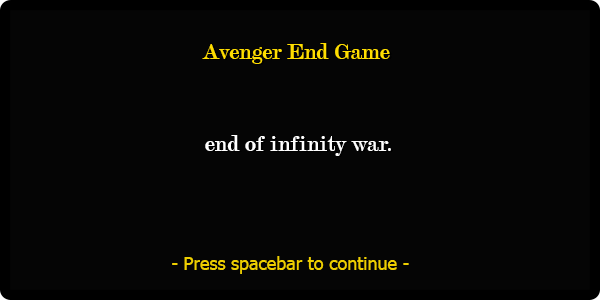 Avenger End Game
end of infinity war.
- Press spacebar to continue -